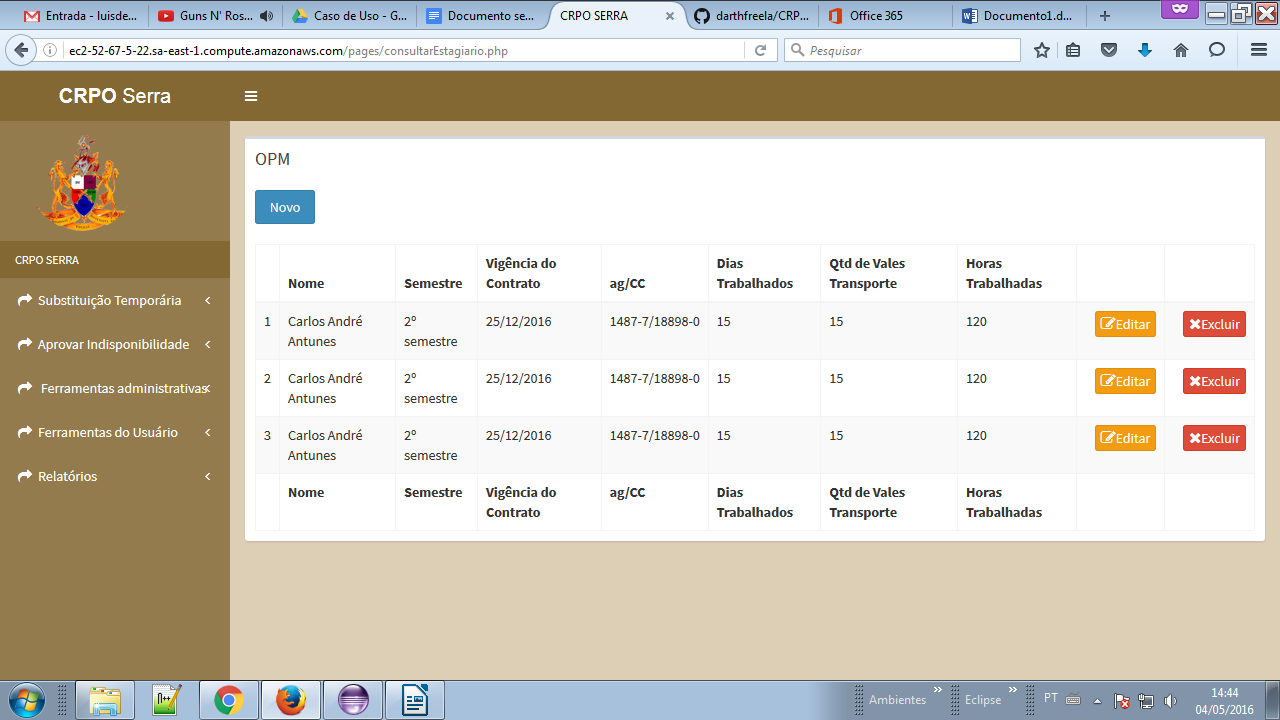 Entrada - luisde...
Guns N' Ros...
Caso de Uso - G...
Documento se...
CRPO SERRA
darthfreela/CRP...
Office 365
Documento1.d...
ec2-52-67-5-22.sa-east-1.compute.amazonaws.com/pages/consultarEstagiario.php
Pesquisar
CRPO Serra
CRPO SERRA
Substituição Temporária
Aprovar Indisponibilidade
Ferramentas administrativas
Ferramentas do Usuário
Relatórios
OPM
Novo
Nome Semestre Vigência do Contrato ag/CC Dias Trabalhados Qtd de Vales Transporte Horas Trabalhadas
1 Carlos André Antunes 2º semestre 25/12/2016 1487-7/18898-0 15 15 120 Editar Excluir
2 Carlos André Antunes 2º semestre 25/12/2016 1487-7/18898-0 15 15 120 Editar Excluir
3 Carlos André Antunes 2º semestre 25/12/2016 1487-7/18898-0 15 15 120 Editar Excluir
Nome Semestre Vigência do Contrato ag/CC Dias Trabalhados Qtd de Vales Transporte Horas Trabalhadas
Ambientes
Eclipse
PT
14:44
04/05/2016